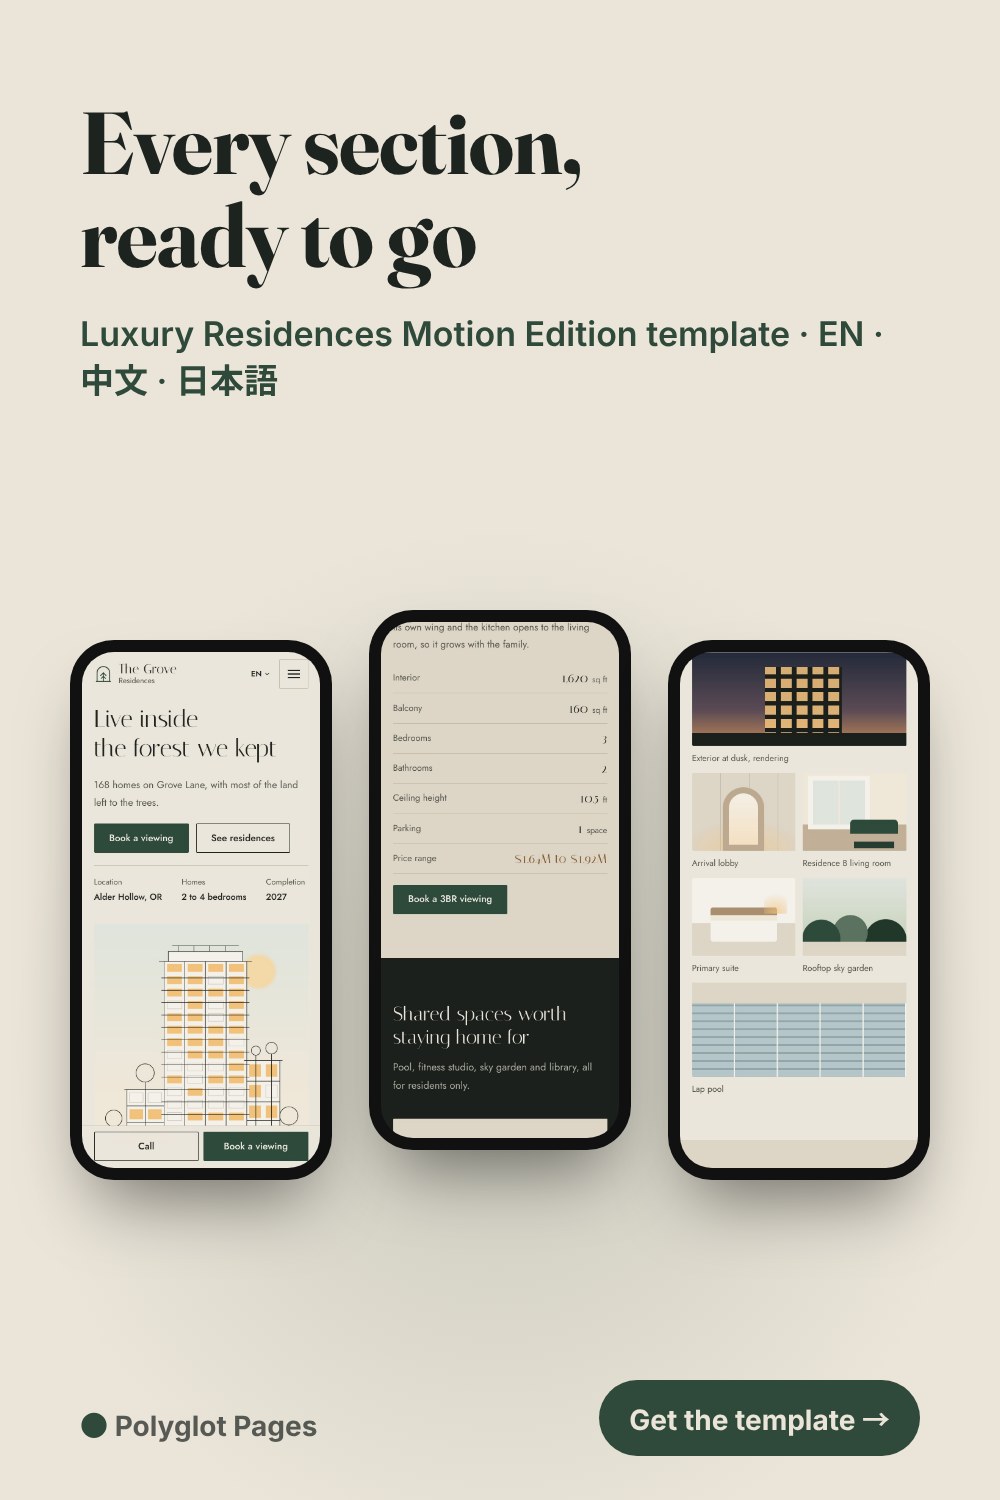 Every section,
ready to go
Luxury Residences Motion Edition template · EN ·
中文 · 日本語
The Grove
Residences
EN
Live inside
the forest we kept
168 homes on Grove Lane, with most of the land
left to the trees.
Book a viewing
See residences
Location
Homes
Completion
Alder Hollow, OR
2 to 4 bedrooms
2027
Call
Book a viewing
its own wing and the kitchen opens to the living
room, so it grows with the family.
Interior
1,620 sq ft
Balcony
160 sq ft
Bedrooms
3
Bathrooms
2
Ceiling height
10.5 ft
Parking
1 space
Price range
$1.64M to $1.92M
Book a 3BR viewing
Shared spaces worth
staying home for
Pool, fitness studio, sky garden and library, all
for residents only.
Exterior at dusk, rendering
Arrival lobby
Residence B living room
Primary suite
Rooftop sky garden
Lap pool
Polyglot Pages
Get the template →